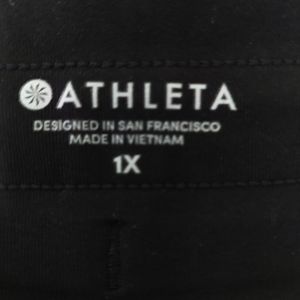 ATHLETA
DESIGNED IN SAN FRANCISCO
MADE IN VIETNAM
1X